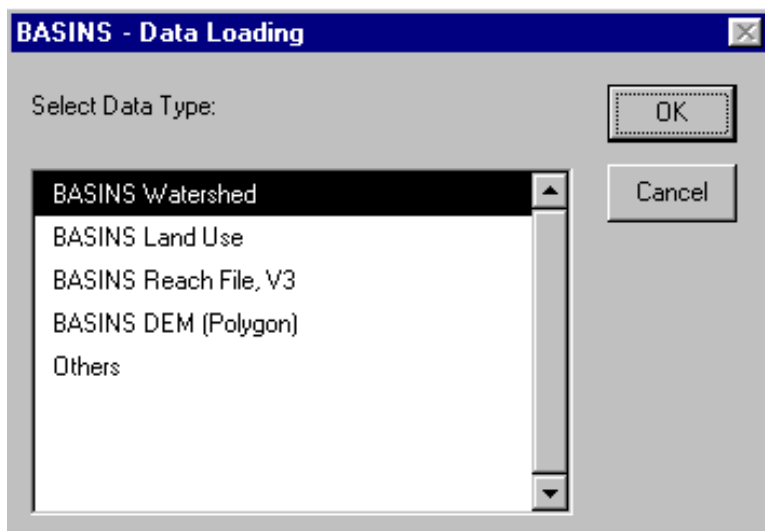 BASINS - Data Loading
Select Data Type:
OK
BASINS Watershed
Cancel
BASINS Land Use
BASINS Reach File, V3
BASINS DEM (Polygon)
Others